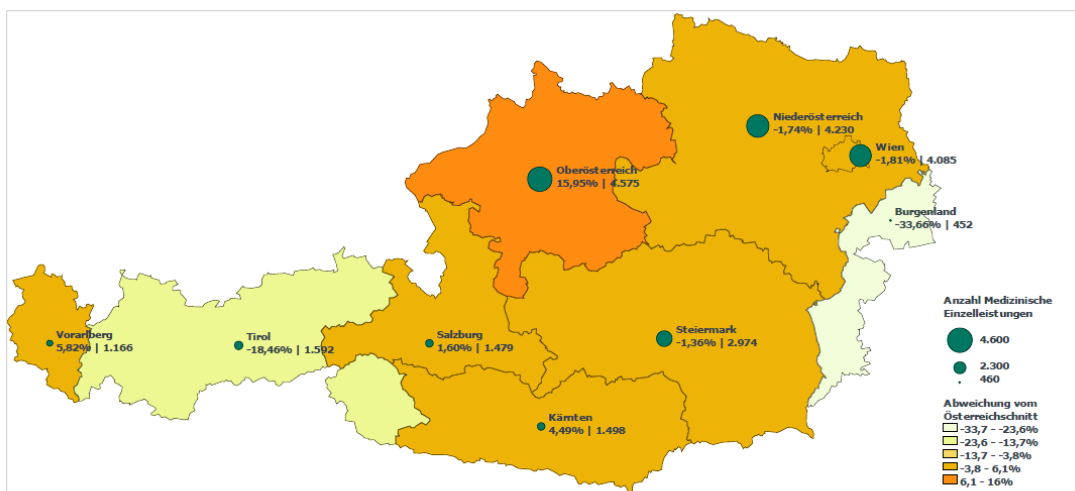 Niederösterreich
-1,74% | 4.230
Wien
-1,81% | 4.085
Oberösterreich
15,95% | 4.575
Burgenland
-33,66% | 452
Vorarlberg
5,82% | 1.166
Tirol
-18,46% | 1.592
Salzburg
1,60% | 1.479
Steiermark
-1,36% | 2.974
Kärnten
4,49% | 1.498
Anzahl Medizinische
Einzelleistungen
4.600
2.300
460
Abweichung vom
Österreichschnitt
-33,7 - -23,6%
-23,6 - -13,7%
-13,7 - -3,8%
-3,8 - 6,1%
6,1 - 16%